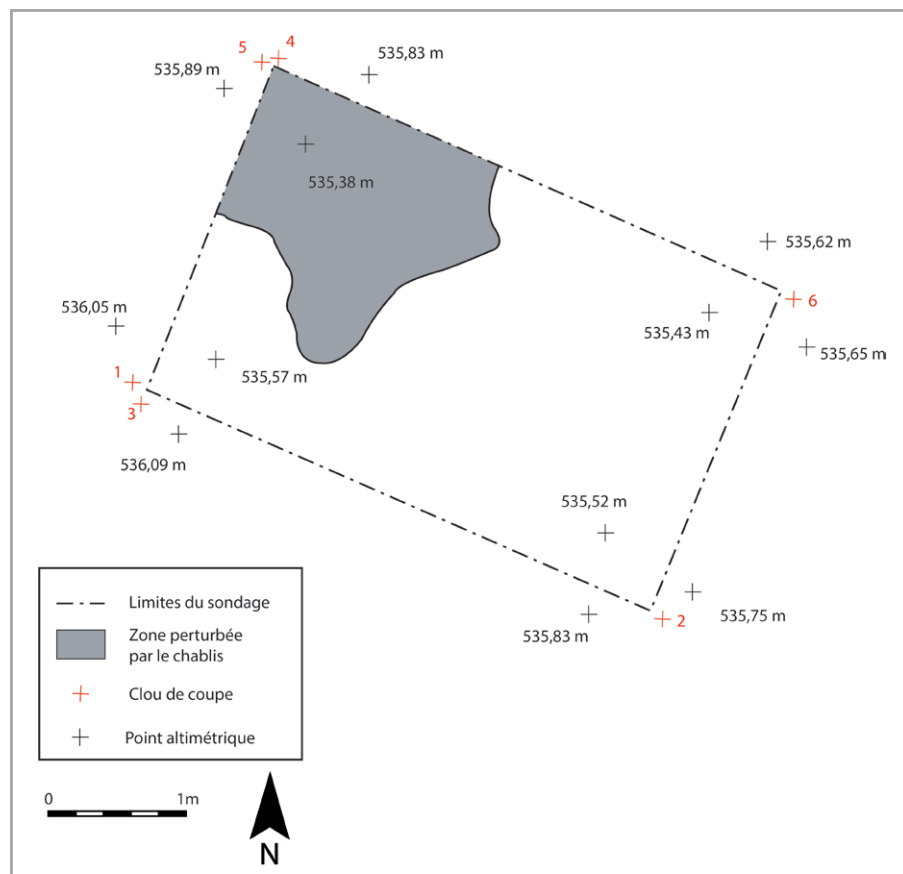 5
4
535,83 m
535,89 m
535,38 m
535,62 m
6
536,05 m
535,43 m
535,65 m
1
535,57 m
3
536,09 m
535,52 m
535,83 m
2
535,75 m
Limites du sondage
Zone perturbée
par le chablis
Clou de coupe
Point altimétrique
0
1m
N